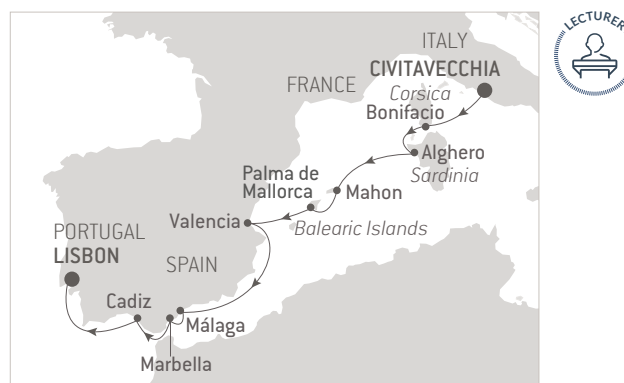 LECTURER
ITALY
CIVITAVECCHIA
FRANCE
Corsica
Bonifacio
Alghero
Sardinia
Palma de
Mallorca
Mahon
Valencia
Balearic Islands
PORTUGAL
LISBON
SPAIN
Cadiz
Málaga
Marbella